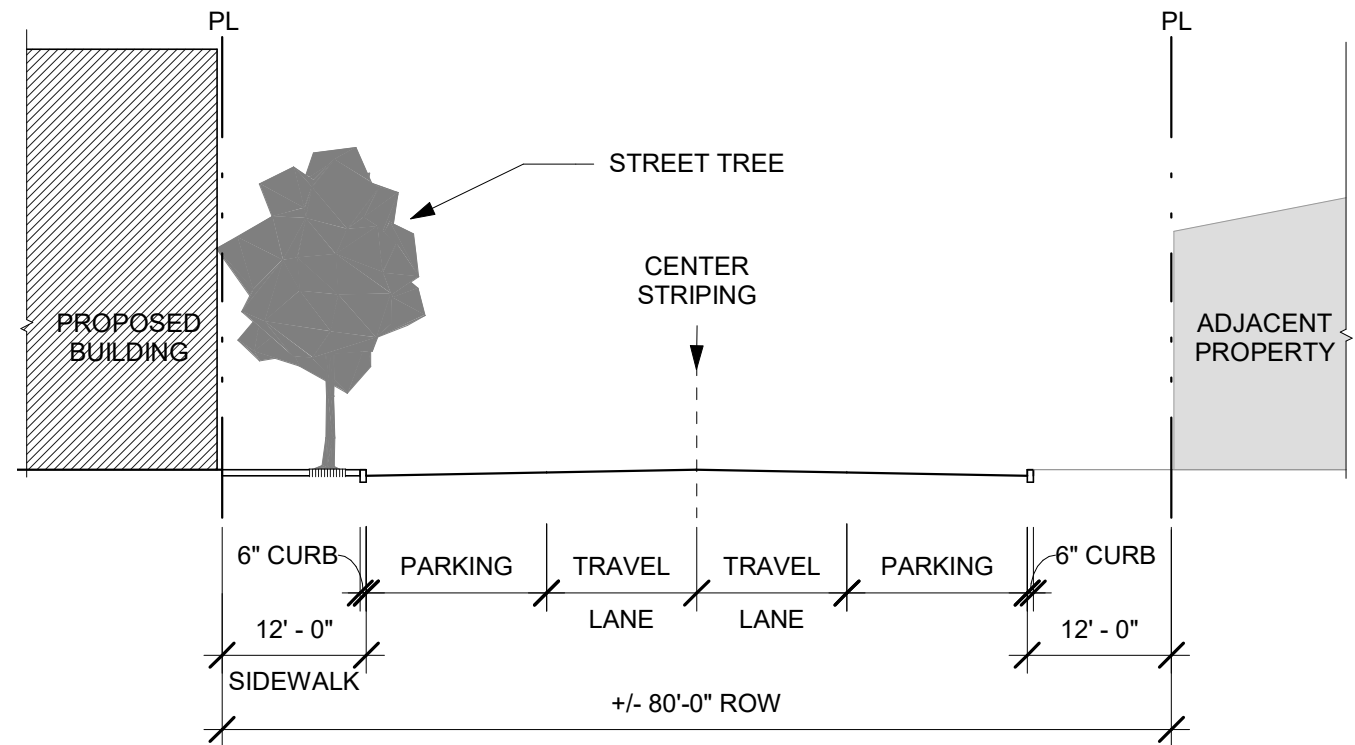 PL
PL
STREET TREE
CENTER
STRIPING
PROPOSED
BUILDING
ADJACENT
PROPERTY
6" CURB
PARKING
TRAVEL
LANE
TRAVEL
LANE
PARKING
6" CURB
12' - 0"
SIDEWALK
12' - 0"
+/- 80'-0" ROW